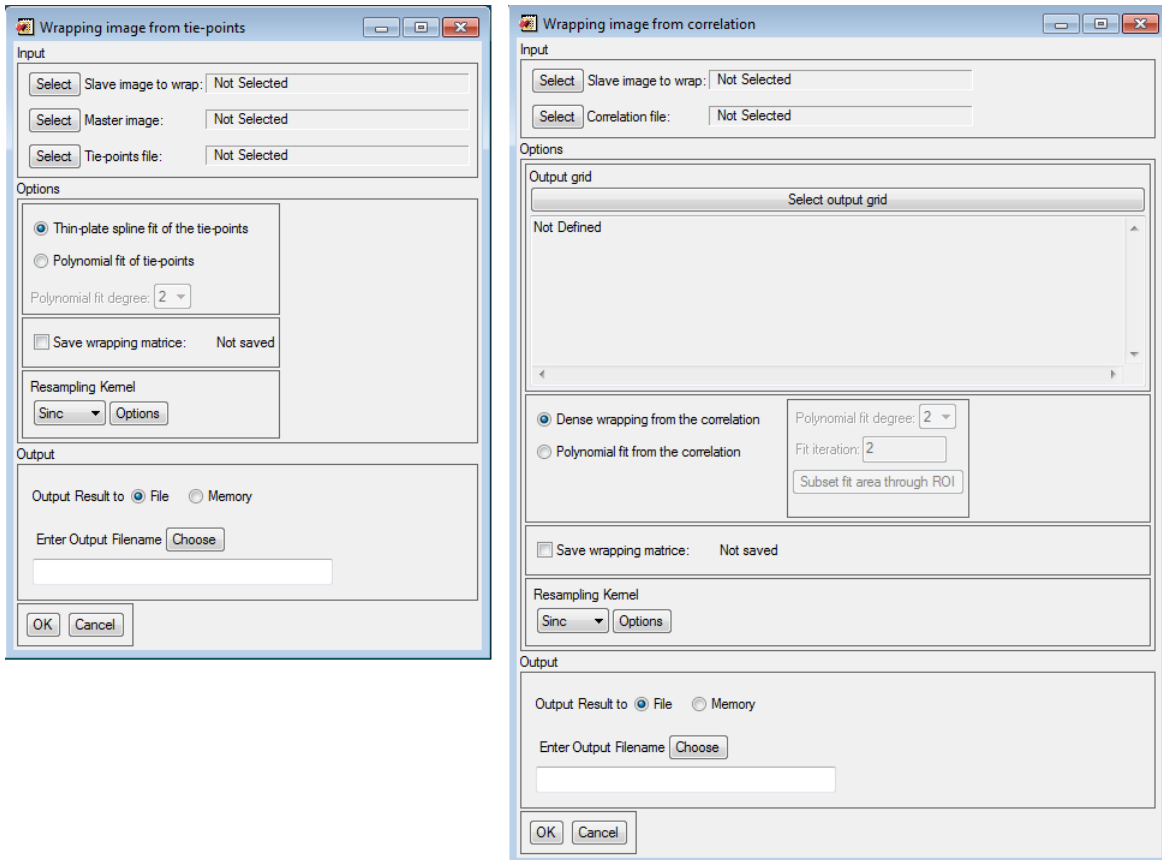 Wrapping image from tie-points
Input
Select Slave image to wrap: Not Selected
Select Master image: Not Selected
Select Tie-points file: Not Selected
Options
Thin-plate spline fit of the tie-points
Polynomial fit of tie-points
Polynomial fit degree: 2
Save wrapping matrice: Not saved
Resampling Kernel
Sinc Options
Output
Output Result to File Memory
Enter Output Filename Choose
OK Cancel
Wrapping image from correlation
Input
Select Slave image to wrap: Not Selected
Select Correlation file: Not Selected
Options
Output grid
Select output grid
Not Defined
Dense wrapping from the correlation
Polynomial fit from the correlation
Polynomial fit degree: 2
Fit iteration: 2
Subset fit area through ROI
Save wrapping matrice: Not saved
Resampling Kernel
Sinc Options
Output
Output Result to File Memory
Enter Output Filename Choose
OK Cancel